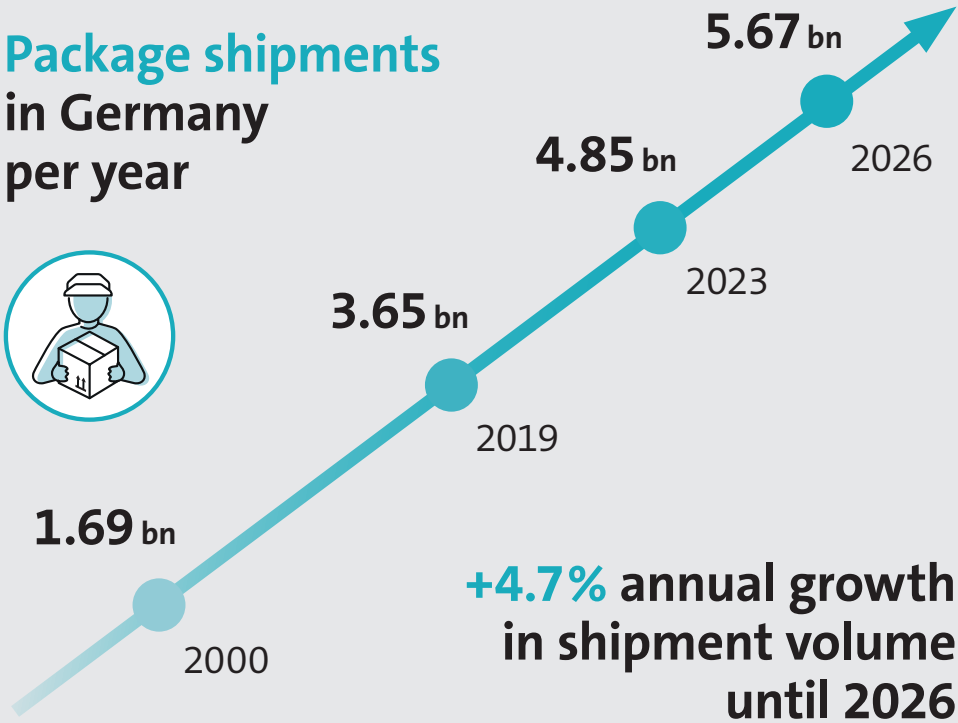 Package shipments
in Germany
per year
5.67 bn
2026
4.85 bn
2023
3.65 bn
2019
1.69 bn
2000
+4.7% annual growth
in shipment volume
until 2026